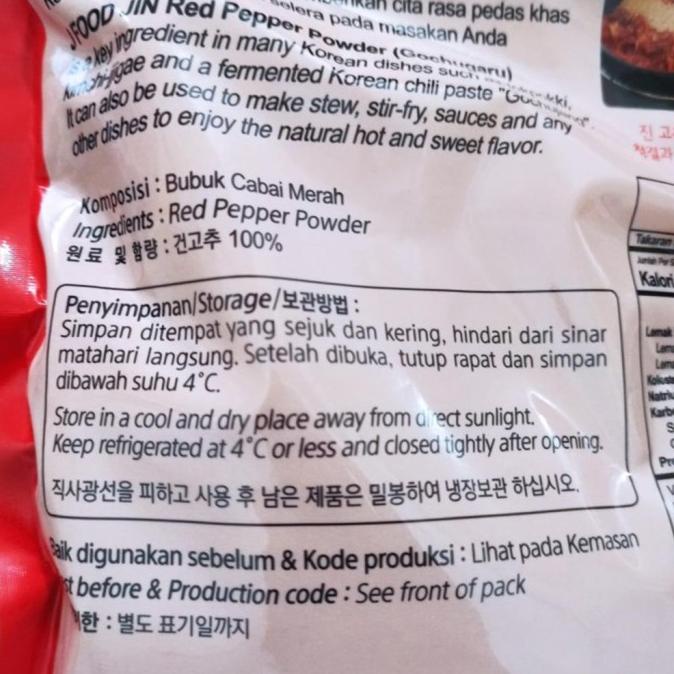 cita rasa pedas khas
selera pada masakan Anda
JFOOD JIN Red Pepper Powder (Gochugaru)
is a key ingredient in many Korean dishes such
and a fermented Korean chili paste
It can also be used to make stew, stir-fry, sauces and any
other dishes to enjoy the natural hot and sweet flavor.
Komposisi : Bubuk Cabai Merah
Ingredients : Red Pepper Powder
원료 및 함량 : 건고추 100%
Penyimpanan/Storage/보관방법 :
Simpan ditempat yang sejuk dan kering, hindari dari sinar
matahari langsung. Setelah dibuka, tutup rapat dan simpan
dibawah suhu 4°C.
Store in a cool and dry place away from direct sunlight.
Keep refrigerated at 4°C or less and closed tightly after opening.
직사광선을 피하고 사용 후 남은 제품은 밀봉하여 냉장보관 하십시오.
Baik digunakan sebelum & Kode produksi : Lihat pada Kemasan
before & Production code : See front of pack
별도 표기일까지
진
Takaran
Kalori
Lemak